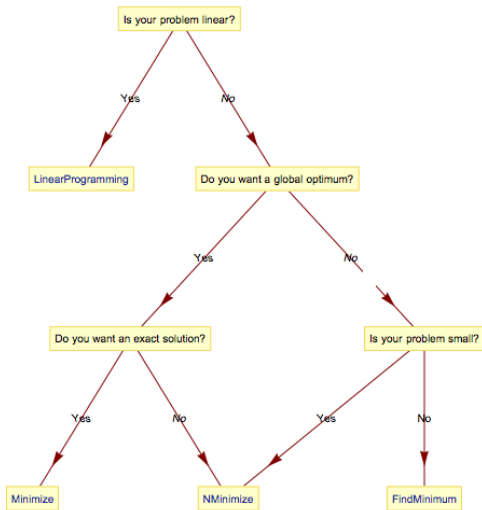 Is your problem linear?
Yes
No
LinearProgramming
Do you want a global optimum?
Yes
No
Do you want an exact solution?
Is your problem small?
Yes
No
Yes
No
Minimize
NMinimize
FindMinimum